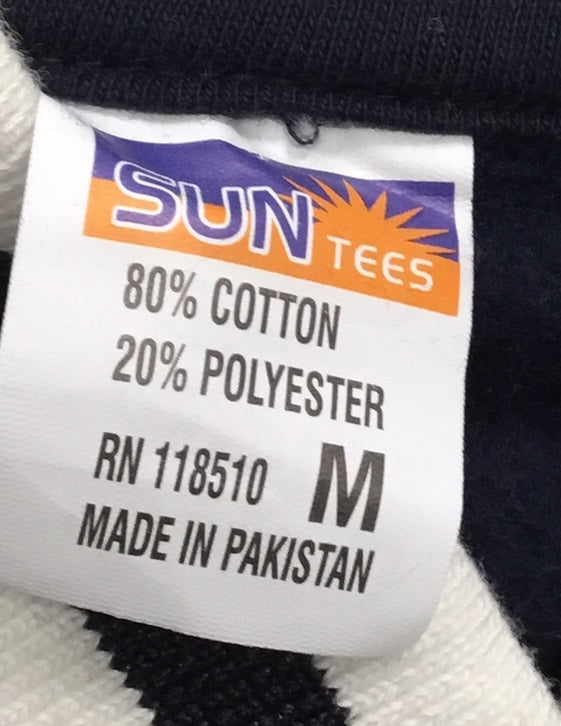 SUN TEES
80% COTTON
20% POLYESTER
RN 118510 M
MADE IN PAKISTAN